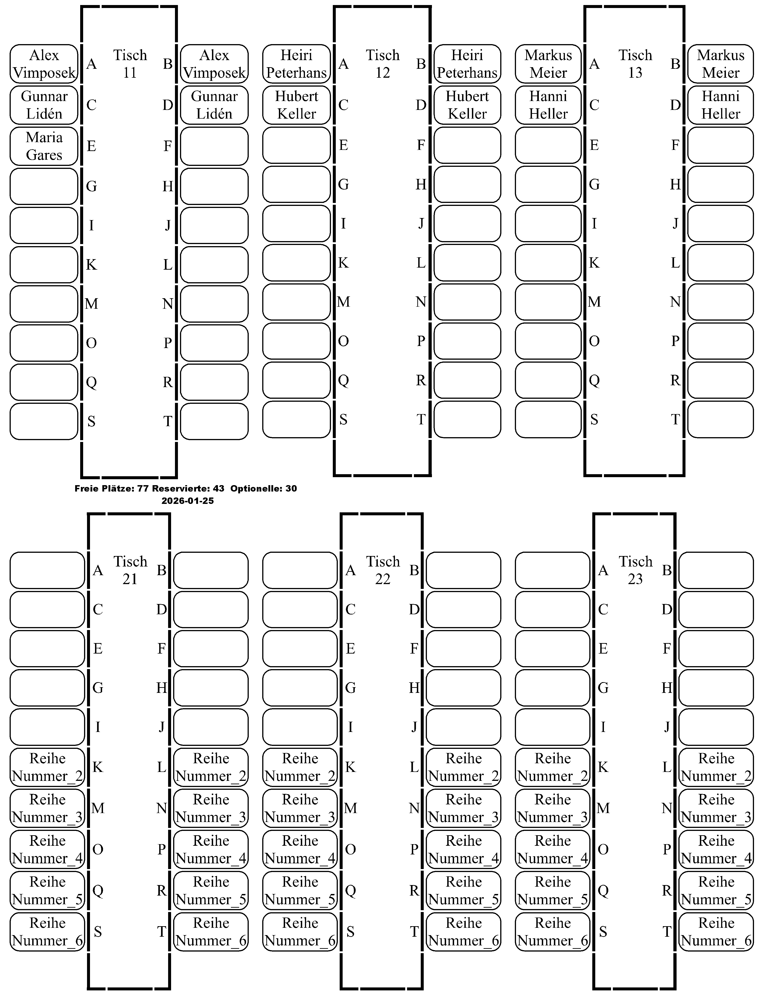 Alex Vimposek A Tisch 11 B Alex Vimposek Heiri Peterhans A Tisch 12 B Heiri Peterhans Markus Meier A Tisch 13 B Markus Meier
Gunnar Lidén C D Gunnar Lidén Hubert Keller C D Hubert Keller Hanni Heller C D Hanni Heller
Maria Gares E F E F E F
G H G H G H
I J I J I J
K L K L K L
M N M N M N
O P O P O P
Q R Q R Q R
S T S T S T
Freie Plätze: 77 Reservierte: 43 Optionelle: 30
2026-01-25
A Tisch 21 B A Tisch 22 B A Tisch 23 B
C D C D C D
E F E F E F
G H G H G H
I J I J I J
Reihe Nummer_2 K L Reihe Nummer_2 Reihe Nummer_2 K L Reihe Nummer_2 Reihe Nummer_2 K L Reihe Nummer_2
Reihe Nummer_3 M N Reihe Nummer_3 Reihe Nummer_3 M N Reihe Nummer_3 Reihe Nummer_3 M N Reihe Nummer_3
Reihe Nummer_4 O P Reihe Nummer_4 Reihe Nummer_4 O P Reihe Nummer_4 Reihe Nummer_4 O P Reihe Nummer_4
Reihe Nummer_5 Q R Reihe Nummer_5 Reihe Nummer_5 Q R Reihe Nummer_5 Reihe Nummer_5 Q R Reihe Nummer_5
Reihe Nummer_6 S T Reihe Nummer_6 Reihe Nummer_6 S T Reihe Nummer_6 Reihe Nummer_6 S T Reihe Nummer_6